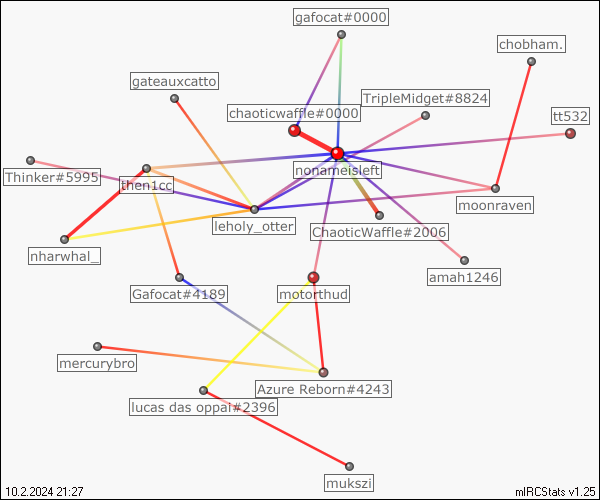 gafocat#0000
chobham.
gateauxcatto
TripleMidget#8824
chaoticwaffle#0000
tt532
nonameisleft
Thinker#5995
then1cc
moonraven
leholy_otter
ChaoticWaffle#2006
nharwhal_
amah1246
Gafocat#4189
motorthud
mercurybro
Azure Reborn#4243
lucas das oppai#2396
mukszi
10.2.2024 21:27
mIRCStats v1.25